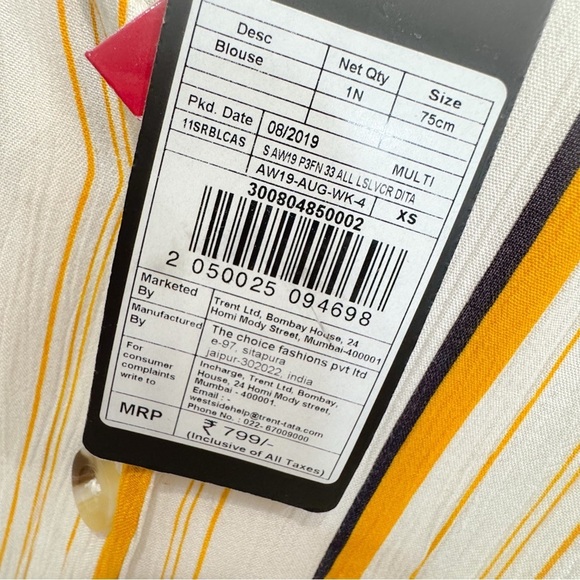 Desc Net Qty Size
Blouse 1N 75cm
Pkd. Date 08/2019 MULTI
11SRBLCAS S AW19 P3FN 33 ALL LSLVCR DITA
AW19-AUG-WK-4 XS
300804850002
2 050025 094698
Marketed By
Trent Ltd, Bombay House, 24
Homi Mody Street, Mumbai-400001
Manufactured By
The choice fashions pvt ltd
e-97, sitapura
jaipur-302022, india
For consumer complaints write to
Incharge, Trent Ltd, Bombay,
House, 24 Homi Mody street,
Mumbai - 400001.
Email : -
westsidehelp@trent-tata.com
Phone No.: 022- 67009000
MRP ₹ 799/-
(Inclusive of All Taxes)